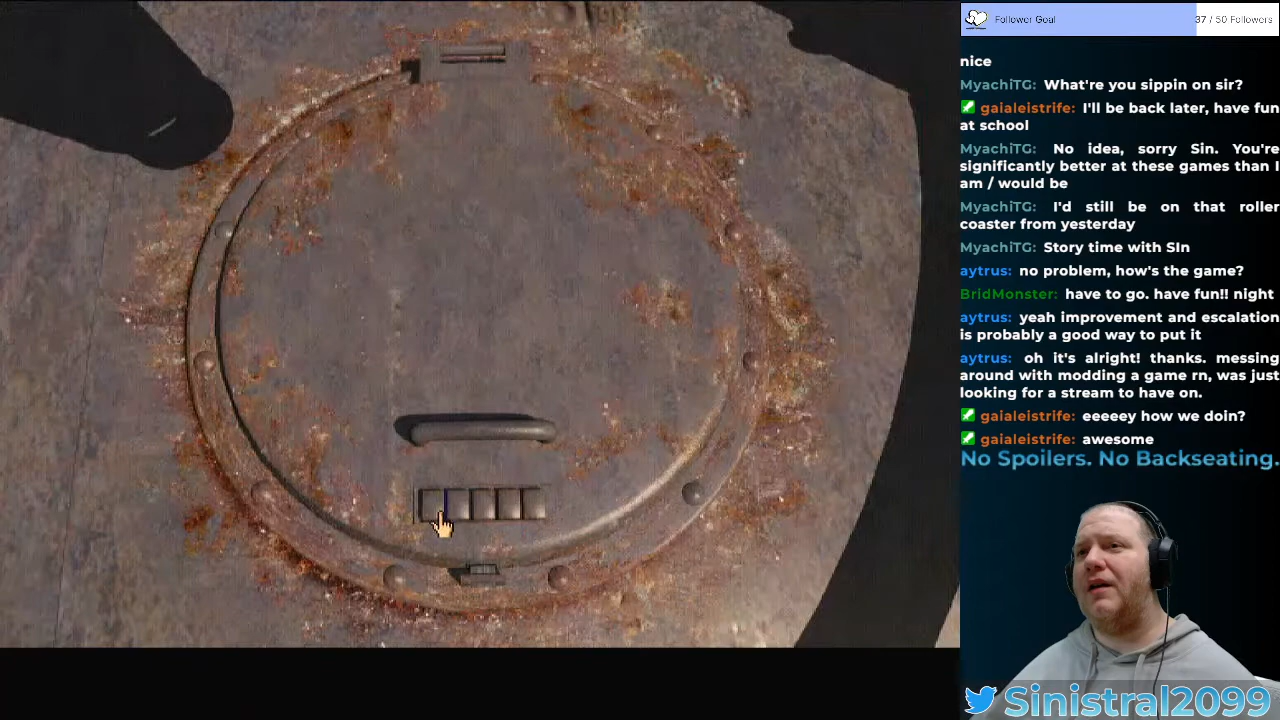 Follower Goal
37 / 50 Followers
nice
MyachiTG: What're you sippin on sir?
gaialeistrife: I'll be back later, have fun
at school
MyachiTG: No idea, sorry Sin. You're
significantly better at these games than I
am / would be
MyachiTG: I'd still be on that roller
coaster from yesterday
MyachiTG: Story time with SIn
aytrus: no problem, how's the game?
BridMonster: have to go. have fun!! night
aytrus: yeah improvement and escalation
is probably a good way to put it
aytrus: oh it's alright! thanks. messing
around with modding a game rn, was just
looking for a stream to have on.
gaialeistrife: eeeeey how we doin?
gaialeistrife: awesome
No Spoilers. No Backseating.
Sinistral2099